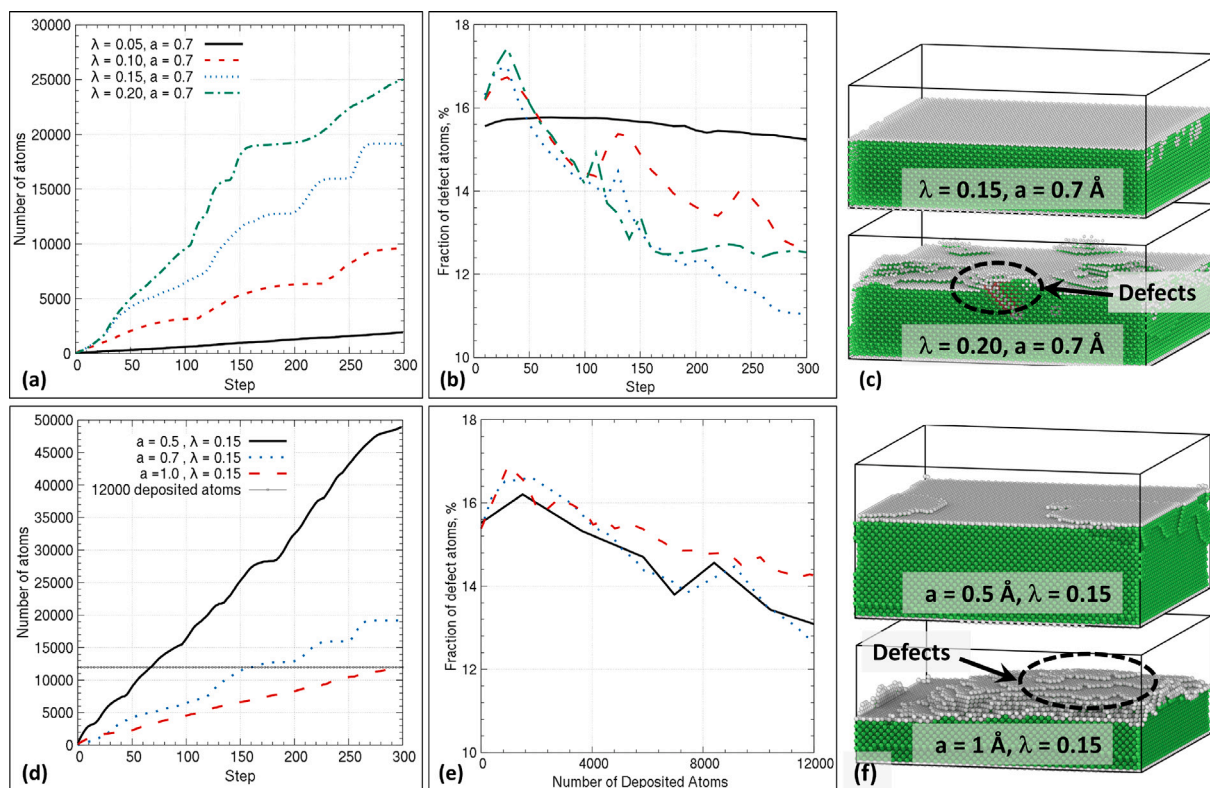 30000
25000
20000
15000
10000
5000
0
Number of atoms
λ = 0.05, a = 0.7
λ = 0.10, a = 0.7
λ = 0.15, a = 0.7
λ = 0.20, a = 0.7
0 50 100 150 200 250 300
(a)
Step
18
16
14
12
10
Fraction of defect atoms, %
0 50 100 150 200 250 300
(b)
Step
λ = 0.15, a = 0.7 Å
Defects
λ = 0.20, a = 0.7 Å
(c)
50000
45000
40000
35000
30000
25000
20000
15000
10000
5000
0
Number of atoms
a = 0.5 , λ = 0.15
a = 0.7 , λ = 0.15
a =1.0 , λ = 0.15
12000 deposited atoms
0 50 100 150 200 250 300
(d)
Step
18
16
14
12
10
Fraction of defect atoms, %
0 4000 8000 12000
(e)
Number of Deposited Atoms
a = 0.5 Å, λ = 0.15
Defects
a = 1 Å, λ = 0.15
(f)